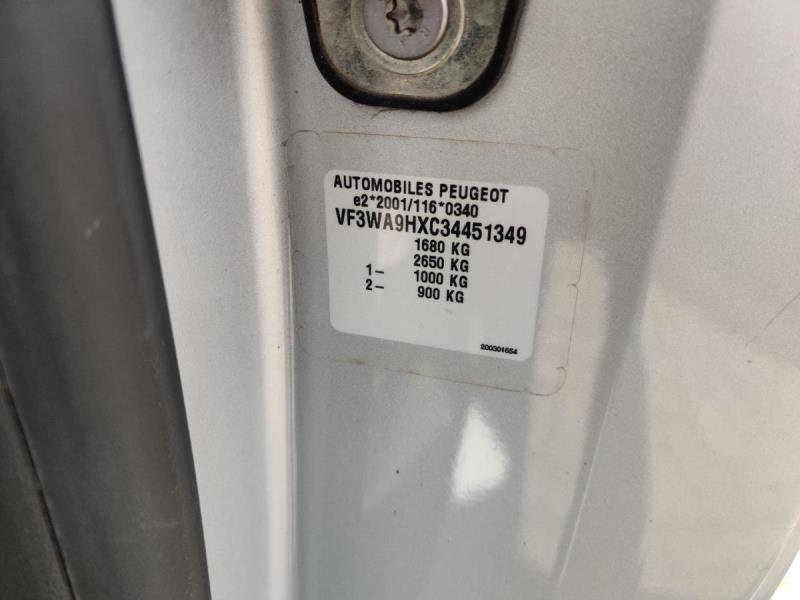 AUTOMOBILES PEUGEOT
e2*2001/116*0340
VF3WA9HXC34451349
1680 KG
2650 KG
1- 1000 KG
2- 900 KG
200301654